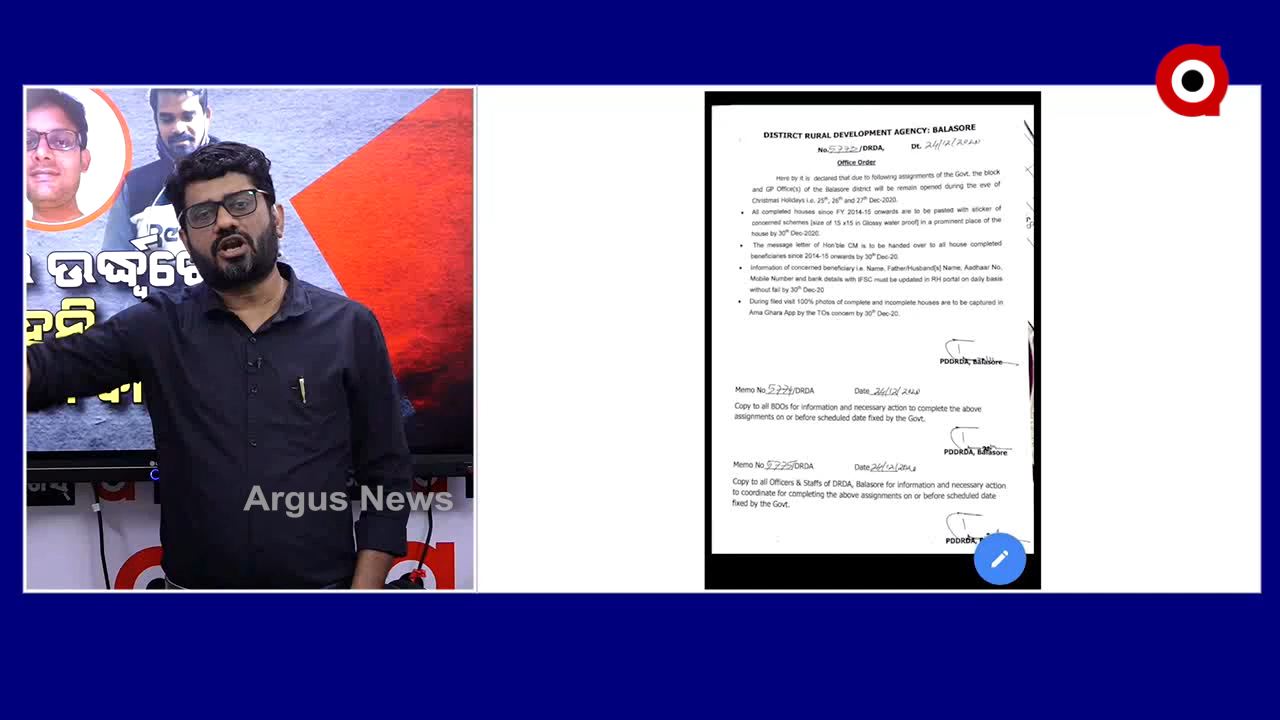 ଉର୍ଦ୍ଧ୍ବରେ
Argus News
DISTIRCT RURAL DEVELOPMENT AGENCY: BALASORE
No. 5773/DRDA, Dt. 24/12/2020
Office Order
Here by it is declared that due to following assignments of the Govt. the block
and GP Office(s) of the Balasore district will be remain opened during the eve of
Christmas Holidays i.e. 25th, 26th and 27th Dec-2020.
• All completed houses since FY 2014-15 onwards are to be pasted with sticker of
concerned schemes [size of 15 x15 in Glossy water proof] in a prominent place of the
house by 30th Dec-2020.
• The message letter of Hon'ble CM is to be handed over to all house completed
beneficiaries since 2014-15 onwards by 30th Dec-20.
• Information of concerned beneficiary i.e. Name, Father/Husband[s] Name, Aadhaar No,
Mobile Number and bank details with IFSC must be updated in RH portal on daily basis
without fail by 30th Dec-20
• During filed visit 100% photos of complete and incomplete houses are to be captured in
Ama Ghara App by the TOs concern by 30th Dec-20.
PDDRDA, Balasore
Memo No 5774/DRDA Date 24/12/2020
Copy to all BDOs for information and necessary action to complete the above
assignments on or before scheduled date fixed by the Govt.
PDDRDA, Balasore
Memo No 5775/DRDA Date 24/12/2020
Copy to all Officers & Staffs of DRDA, Balasore for information and necessary action
to coordinate for completing the above assignments on or before scheduled date
fixed by the Govt.
PDDRDA,